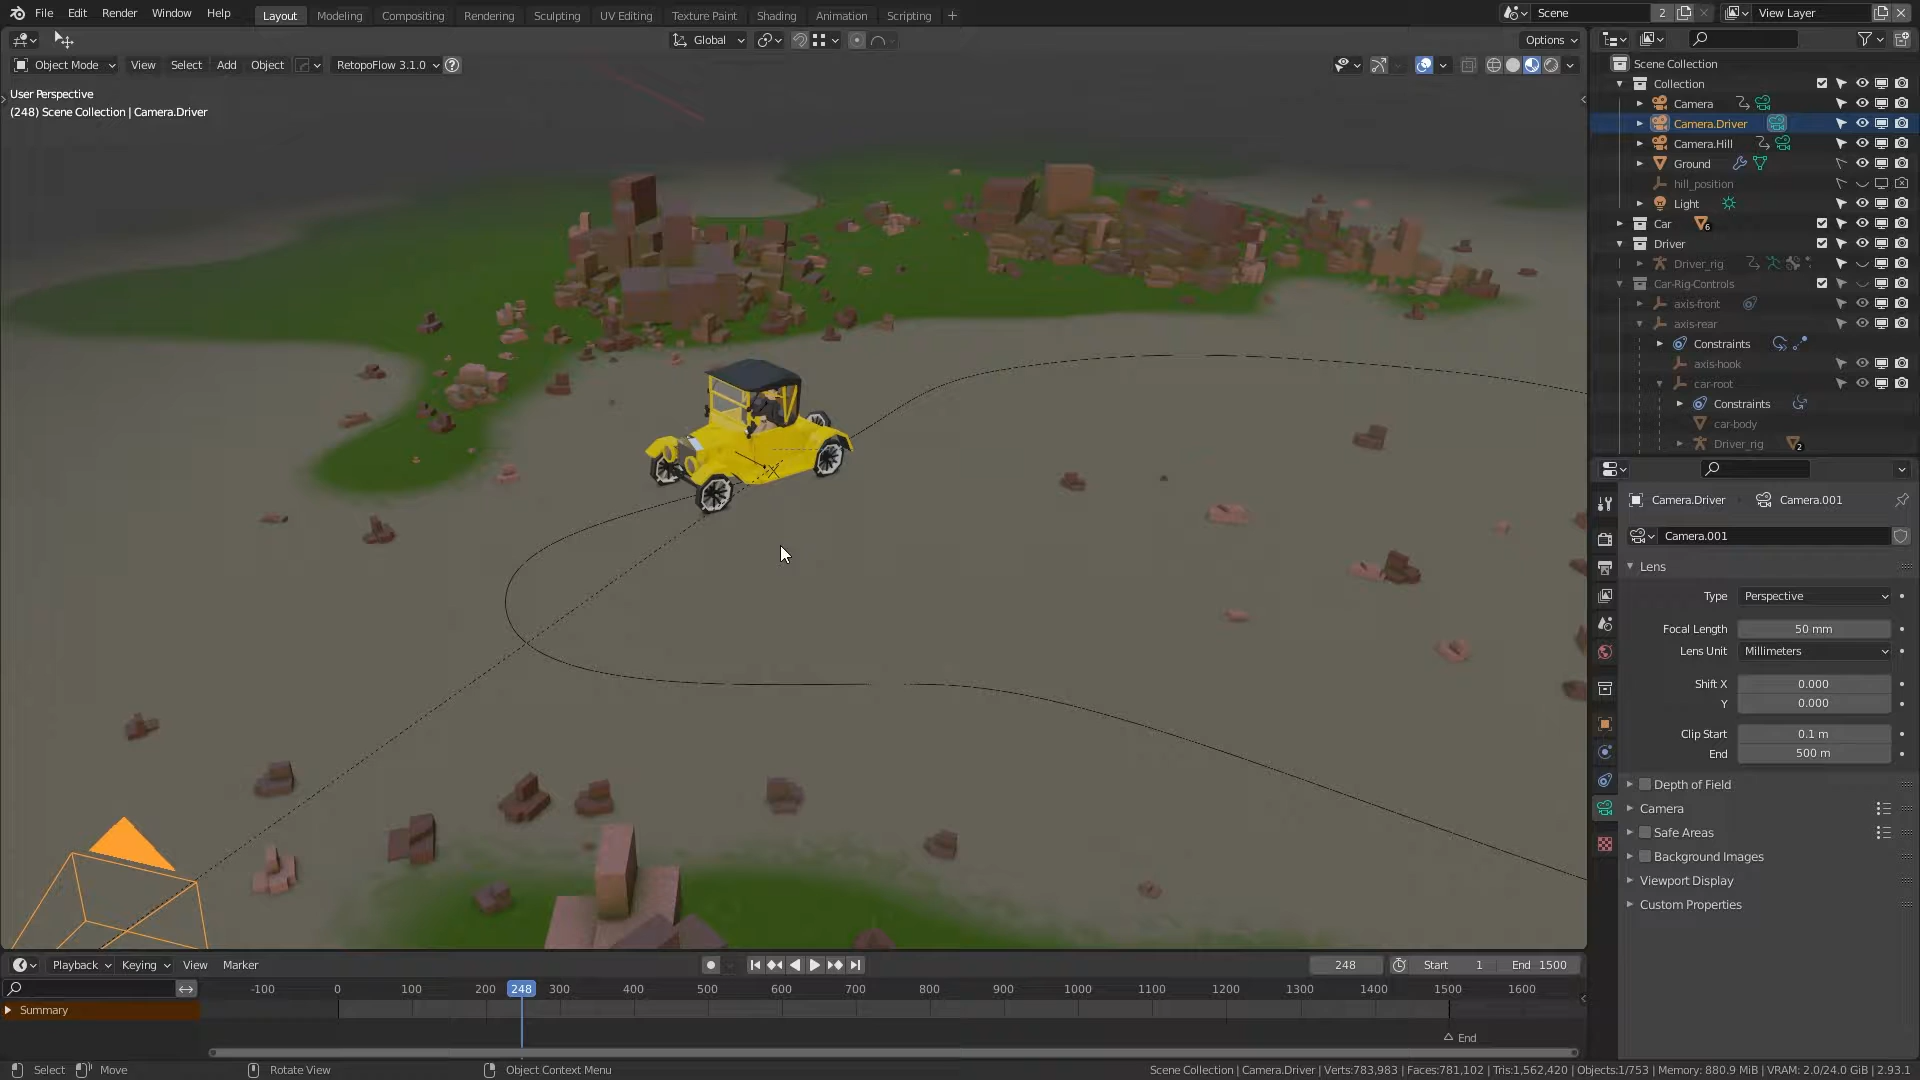 File Edit Render Window Help Layout Modeling Compositing Rendering Sculpting UV Editing Texture Paint Shading Animation Scripting + Scene 2 View Layer
Global Options
Object Mode View Select Add Object RetopoFlow 3.1.0
User Perspective
(248) Scene Collection | Camera.Driver
Scene Collection
Collection
Camera
Camera.Driver
Camera.Hill
Ground
hill_position
Light
Car 6
Driver
Driver_rig
Car-Rig-Controls
axis-front
axis-rear
Constraints
axis-hook
car-root
Constraints
car-body
Driver_rig 2
Camera.Driver Camera.001
Camera.001
Lens
Type Perspective
Focal Length 50 mm
Lens Unit Millimeters
Shift X 0.000
Y 0.000
Clip Start 0.1 m
End 500 m
Depth of Field
Camera
Safe Areas
Background Images
Viewport Display
Custom Properties
Playback Keying View Marker 248 Start 1 End 1500
-100 0 100 200 248 300 400 500 600 700 800 900 1000 1100 1200 1300 1400 1500 1600
Summary
End
Select Move Rotate View Object Context Menu Scene Collection | Camera.Driver | Verts:783,983 | Faces:781,102 | Tris:1,562,420 | Objects:1/753 | Memory: 880.9 MiB | VRAM: 2.0/24.0 GiB | 2.93.1